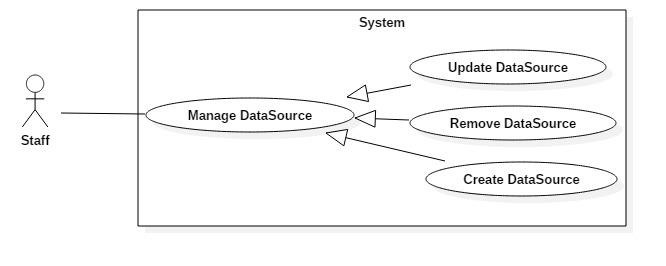 System
Update DataSource
Manage DataSource
Remove DataSource
Staff
Create DataSource